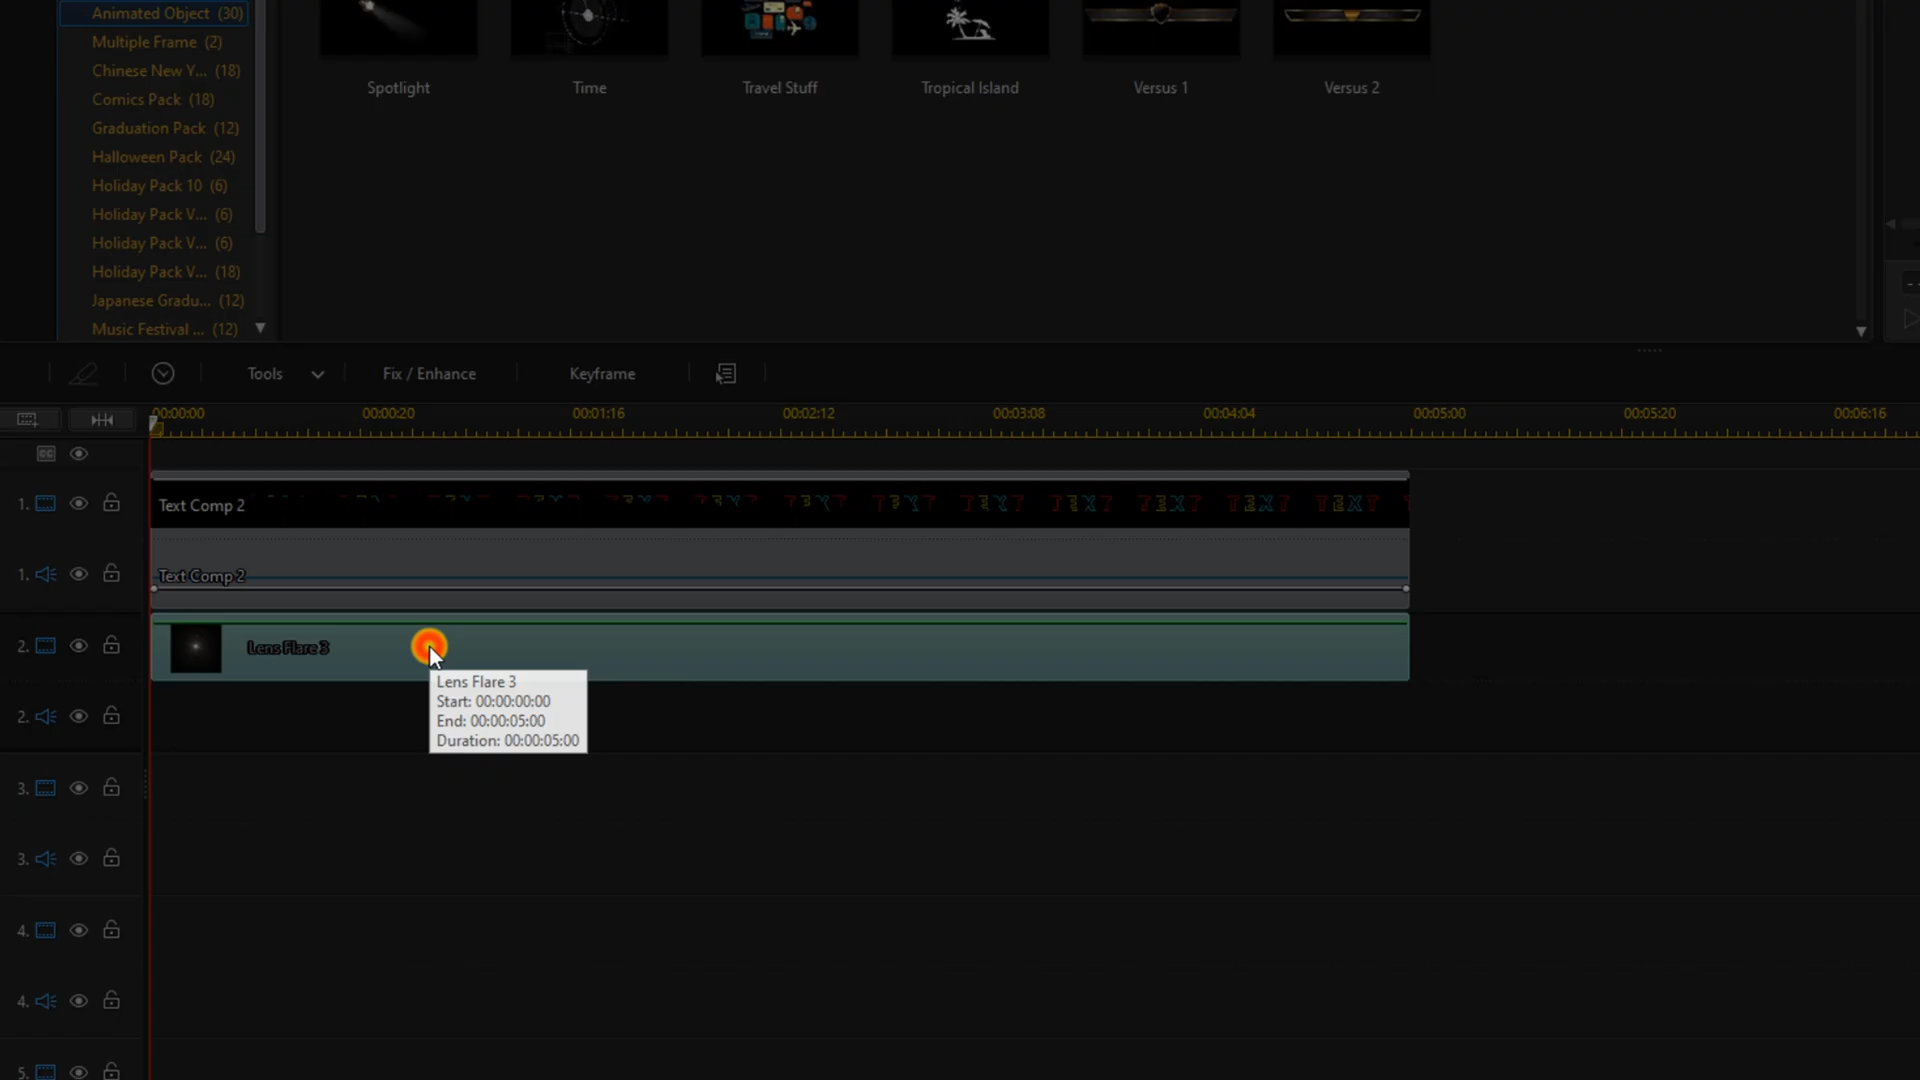 Animated Object (30)
Multiple Frame (2)
Chinese New Y... (18)
Comics Pack (18)
Graduation Pack (12)
Halloween Pack (24)
Holiday Pack 10 (6)
Holiday Pack V... (6)
Holiday Pack V... (6)
Holiday Pack V... (18)
Japanese Gradu... (12)
Music Festival ... (12)
Spotlight
Time
Travel Stuff
Tropical Island
Versus 1
Versus 2
Tools
Fix / Enhance
Keyframe
00:00:00
00:00:20
00:01:16
00:02:12
00:03:08
00:04:04
00:05:00
00:05:20
00:06:16
CC
1.
Text Comp 2
TEXT TEXT TEXT TEXT TEXT
1.
Text Comp 2
2.
Lens Flare 3
Lens Flare 3
Start: 00:00:00:00
End: 00:00:05:00
Duration: 00:00:05:00
2.
3.
3.
4.
4.
5.